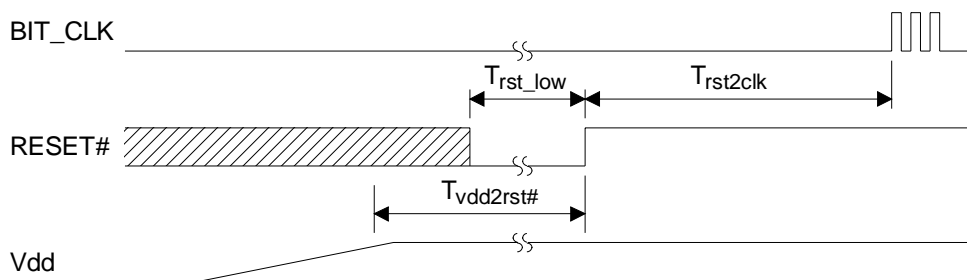 BIT_CLK
Trst_low
Trst2clk
RESET#
Tvdd2rst#
Vdd